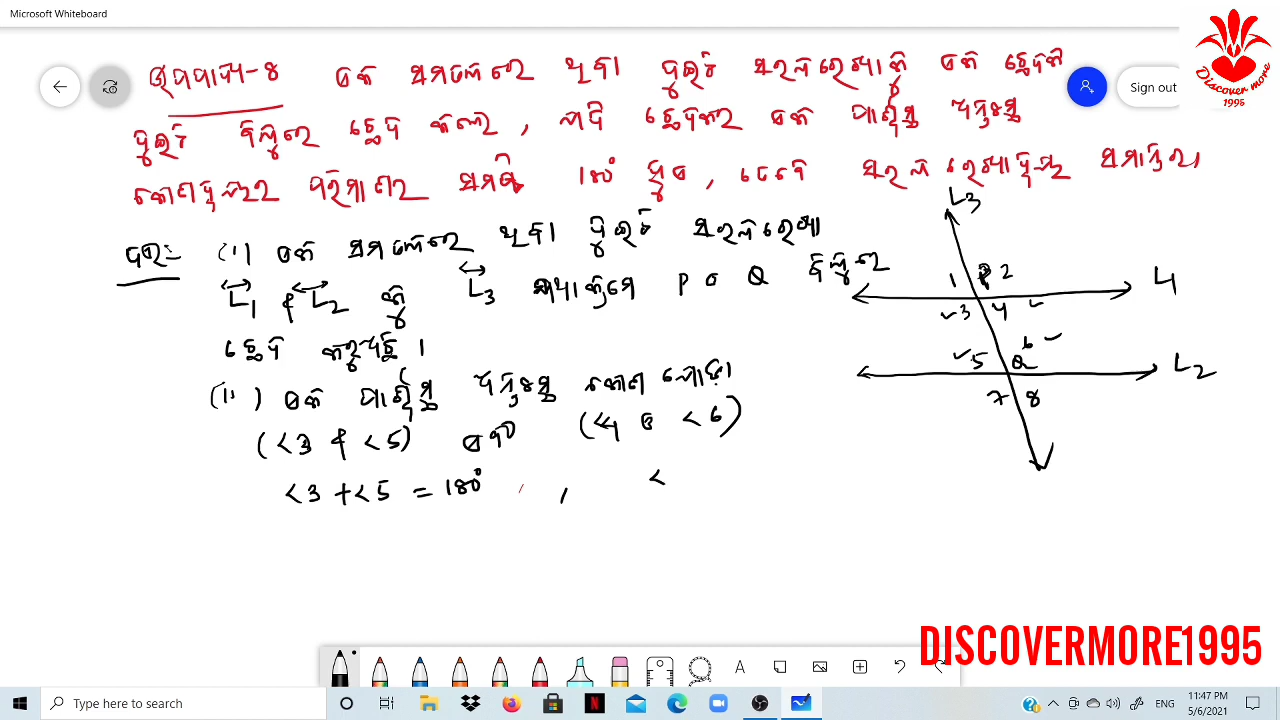 Microsoft Whiteboard
Sign out
Discover more
1995
ଉପପାଦ୍ୟ-୪ ଏକ ସମତଳରେ ଥିବା ଦୁଇଟି ସରଳରେଖାକୁ ଏକ ଛେଦକ
ଦୁଇଟି ବିନ୍ଦୁରେ ଛେଦ କଲେ, ଯଦି ଛେଦକର ଏକ ପାର୍ଶ୍ୱସ୍ଥ ଅନ୍ତଃସ୍ଥ
କୋଣଦ୍ୱୟର ପରିମାଣର ସମଷ୍ଟି 180° ହୁଏ, ତେବେ ସରଳରେଖାଦ୍ୱୟ ସମାନ୍ତର।
ଦତ୍ତ:- (i) ଏକ ସମତଳରେ ଥିବା ଦୁଇଟି ସରଳରେଖା
L1 ଓ L2 କୁ L3 ଯଥାକ୍ରମେ P ଓ Q ବିନ୍ଦୁରେ
ଛେଦ କରୁଅଛି।
(ii) ଏକ ପାର୍ଶ୍ୱସ୍ଥ ଅନ୍ତଃସ୍ଥ କୋଣ ଯୋଡ଼ା
(<3 ଓ <5) ଏବଂ (<4 ଓ <6)
<3 + <5 = 180° , <
L3
1 P 2
L1
3 4
5 Q 6
L2
7 8
DISCOVERMORE1995
Type here to search
ENG
11:47 PM
5/6/2021